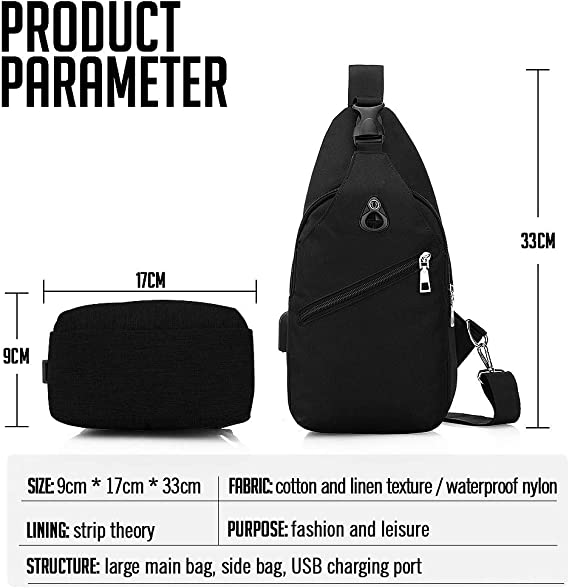 PRODUCT
PARAMETER
17CM
33CM
9CM
SIZE: 9cm * 17cm * 33cm
FABRIC: cotton and linen texture / waterproof nylon
LINING: strip theory
PURPOSE: fashion and leisure
STRUCTURE: large main bag, side bag, USB charging port